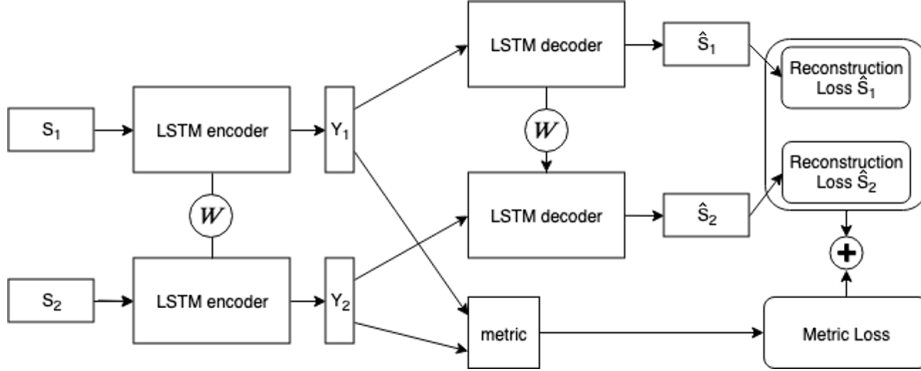 LSTM decoder
Ŝ₁
Reconstruction
Loss Ŝ₁
S₁
LSTM encoder
Y₁
W
Reconstruction
Loss Ŝ₂
W
LSTM decoder
Ŝ₂
+
S₂
LSTM encoder
Y₂
metric
Metric Loss